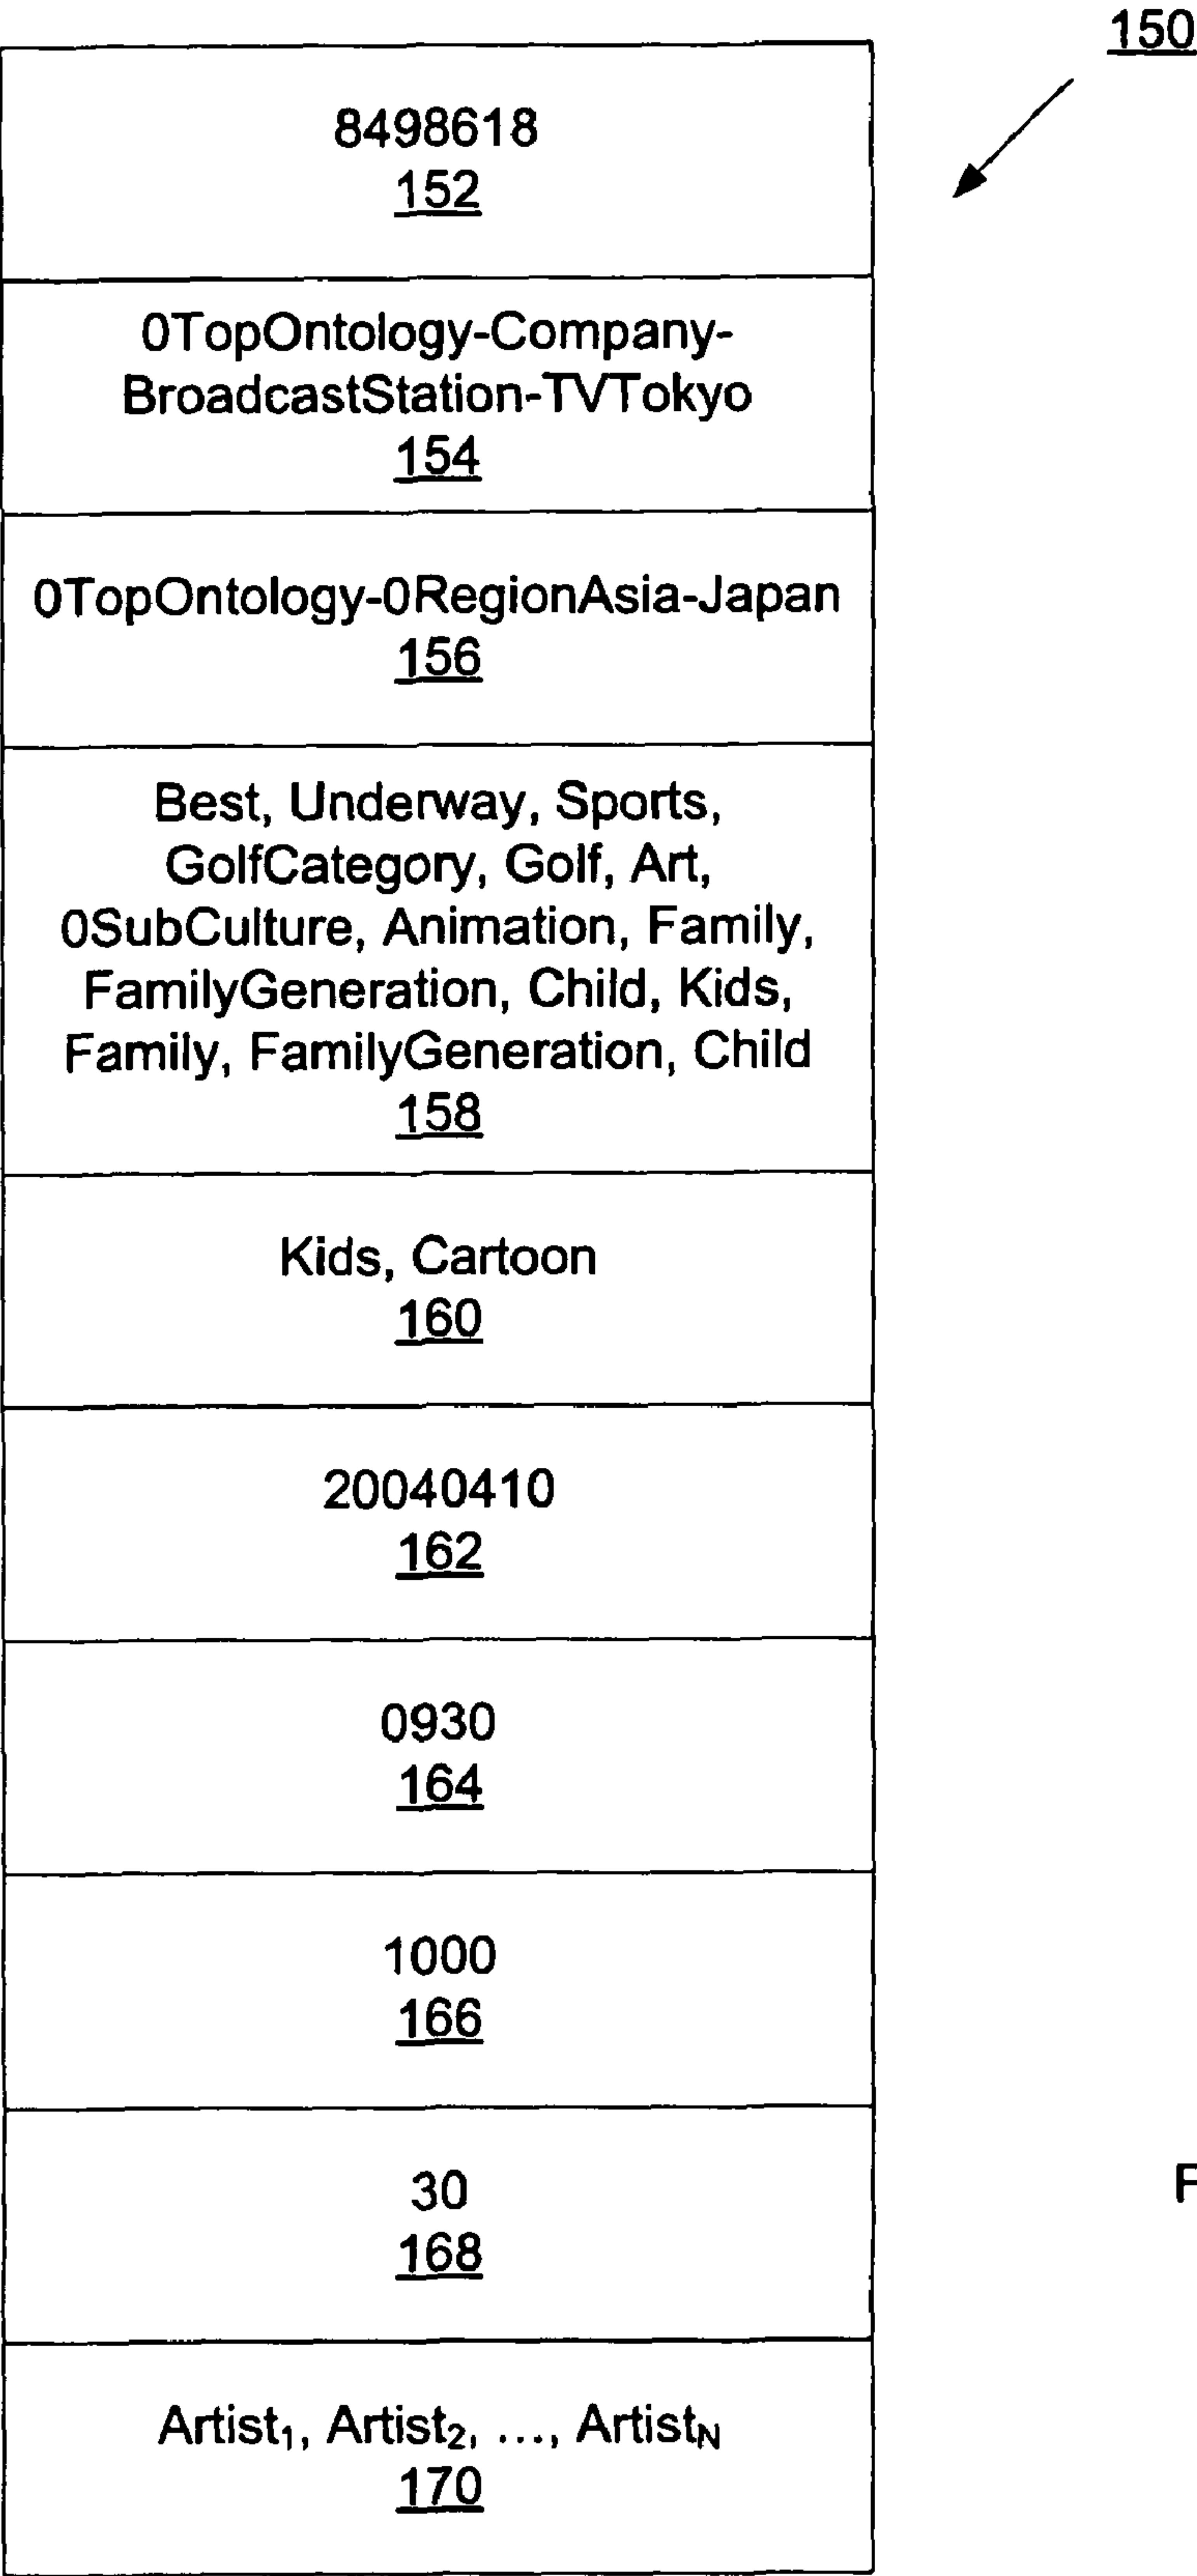 150
8498618
152
0TopOntology-Company-
BroadcastStation-TVTokyo
154
0TopOntology-0RegionAsia-Japan
156
Best, Underway, Sports,
GolfCategory, Golf, Art,
0SubCulture, Animation, Family,
FamilyGeneration, Child, Kids,
Family, FamilyGeneration, Child
158
Kids, Cartoon
160
20040410
162
0930
164
1000
166
30
168
Artist₁, Artist₂, ..., Artist_N
170